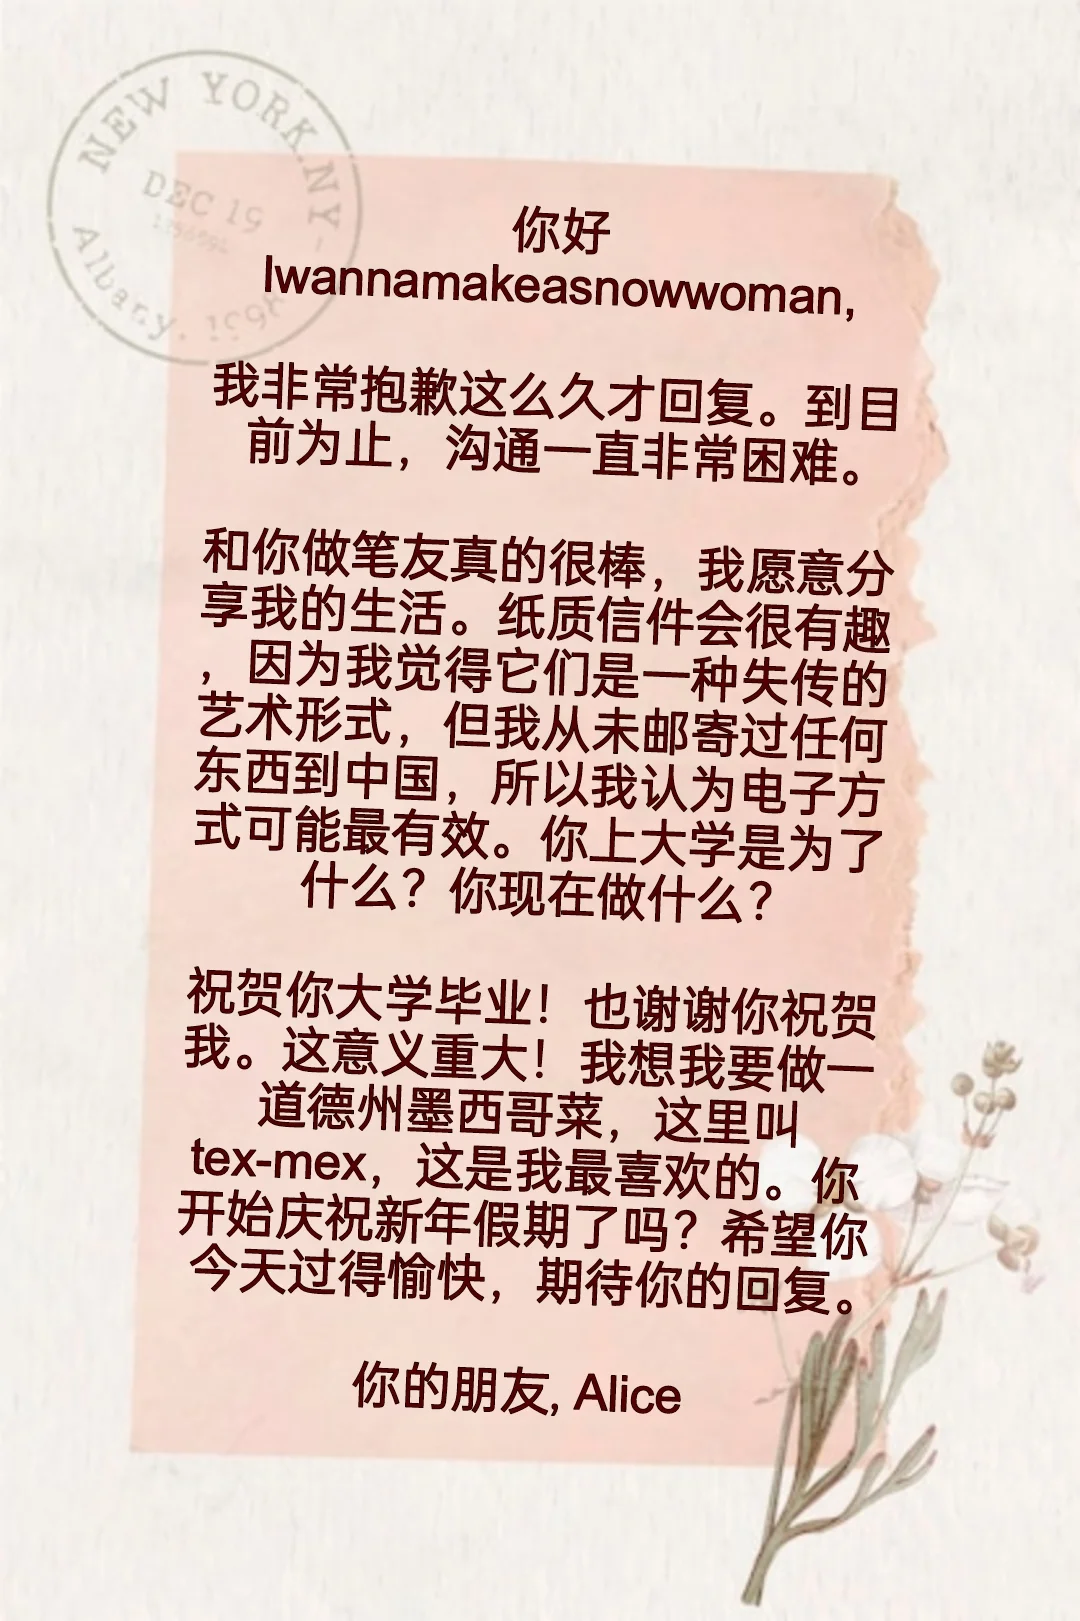 NEW YORK.NY-
DEC 19
Albany.
你好
Iwannamakeasnowwoman,
我非常抱歉这么久才回复。到目
前为止，沟通一直非常困难。
和你做笔友真的很棒，我愿意分
享我的生活。纸质信件会很有趣
，因为我觉得它们是一种失传的
艺术形式，但我从未邮寄过任何
东西到中国，所以我认为电子方
式可能最有效。你上大学是为了
什么？你现在做什么？
祝贺你大学毕业！也谢谢你祝贺
我。这意义重大！我想我要做一
道德州墨西哥菜，这里叫
tex-mex，这是我最喜欢的。你
开始庆祝新年假期了吗？希望你
今天过得愉快，期待你的回复。
你的朋友, Alice